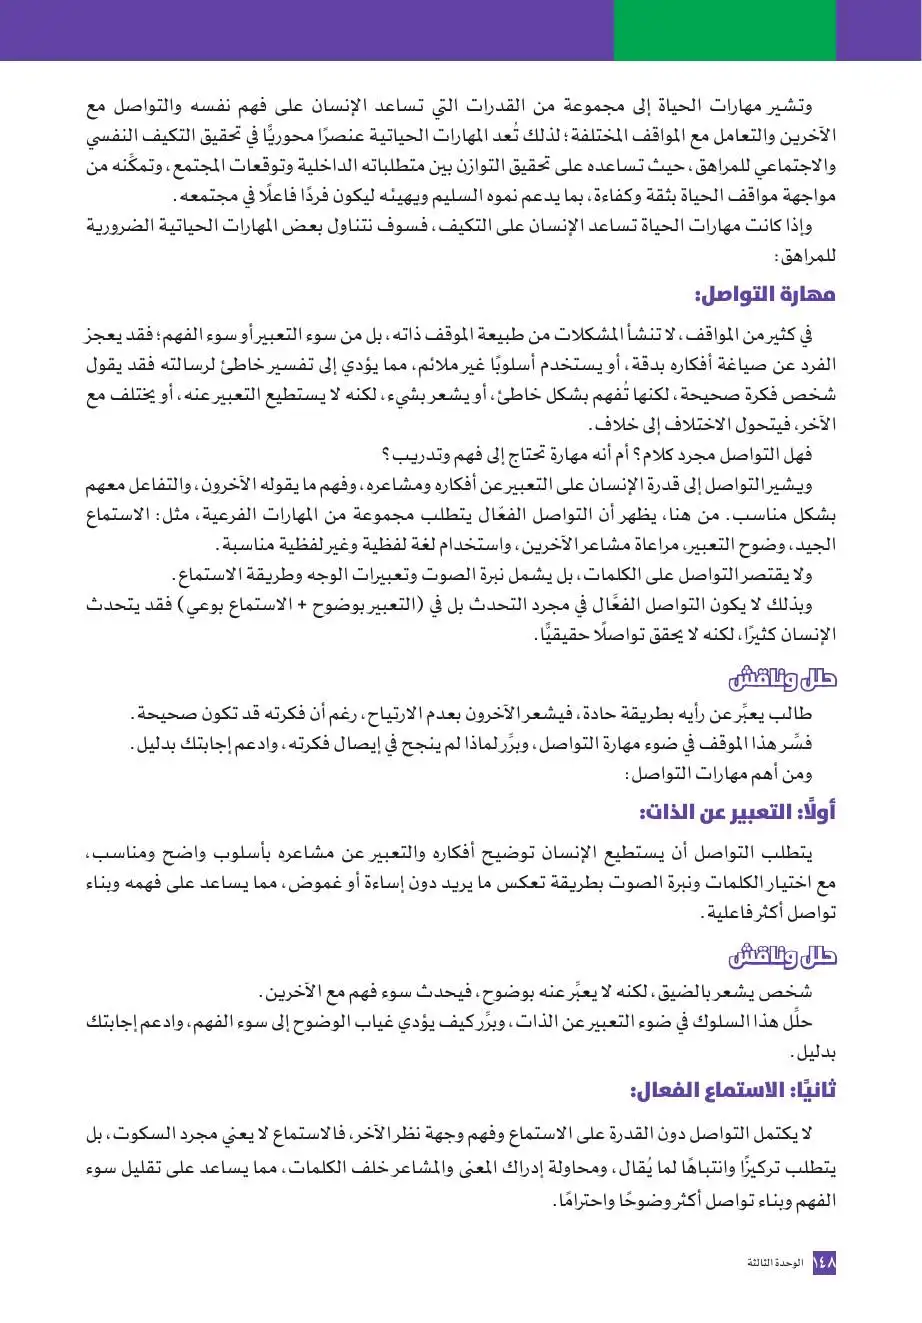 وتشير مهارات الحياة إلى مجموعة من القدرات التي تساعد الإنسان على فهم نفسه والتواصل مع
الآخرين والتعامل مع المواقف المختلفة؛ لذلك تُعد المهارات الحياتية عنصرًا محوريًّا في تحقيق التكيف النفسي
والاجتماعي للمراهق، حيث تساعده على تحقيق التوازن بين متطلباته الداخلية وتوقعات المجتمع، وتمكَّنه من
مواجهة مواقف الحياة بثقة وكفاءة، بما يدعم نموه السليم ويهيئه ليكون فردًا فاعلًا في مجتمعه.
وإذا كانت مهارات الحياة تساعد الإنسان على التكيف، فسوف نتناول بعض المهارات الحياتية الضرورية
للمراهق:
مهارة التواصل:
في كثير من المواقف، لا تنشأ المشكلات من طبيعة الموقف ذاته، بل من سوء التعبير أو سوء الفهم؛ فقد يعجز
الفرد عن صياغة أفكاره بدقة، أو يستخدم أسلوبًا غير ملائم، مما يؤدي إلى تفسير خاطئ لرسالته فقد يقول
شخص فكرة صحيحة، لكنها تُفهم بشكل خاطئ، أو يشعر بشيء، لكنه لا يستطيع التعبير عنه، أو يختلف مع
الآخر، فيتحول الاختلاف إلى خلاف.
فهل التواصل مجرد كلام؟ أم أنه مهارة تحتاج إلى فهم وتدريب؟
ويشير التواصل إلى قدرة الإنسان على التعبير عن أفكاره ومشاعره، وفهم ما يقوله الآخرون، والتفاعل معهم
بشكل مناسب. من هنا، يظهر أن التواصل الفعّال يتطلب مجموعة من المهارات الفرعية، مثل: الاستماع
الجيد، وضوح التعبير، مراعاة مشاعر الآخرين، واستخدام لغة لفظية وغير لفظية مناسبة.
ولا يقتصر التواصل على الكلمات، بل يشمل نبرة الصوت وتعبيرات الوجه وطريقة الاستماع.
وبذلك لا يكون التواصل الفعَّال في مجرد التحدث بل في (التعبير بوضوح + الاستماع بوعي) فقد يتحدث
الإنسان كثيرًا، لكنه لا يحقق تواصلًا حقيقيًّا.
حلل وناقش
طالب يعبِّر عن رأيه بطريقة حادة، فيشعر الآخرون بعدم الارتياح، رغم أن فكرته قد تكون صحيحة.
فسِّر هذا الموقف في ضوء مهارة التواصل، وبرِّر لماذا لم ينجح في إيصال فكرته، وادعم إجابتك بدليل.
ومن أهم مهارات التواصل:
أولًا: التعبير عن الذات:
يتطلب التواصل أن يستطيع الإنسان توضيح أفكاره والتعبير عن مشاعره بأسلوب واضح ومناسب،
مع اختيار الكلمات ونبرة الصوت بطريقة تعكس ما يريد دون إساءة أو غموض، مما يساعد على فهمه وبناء
تواصل أكثر فاعلية.
حلل وناقش
شخص يشعر بالضيق، لكنه لا يعبِّر عنه بوضوح، فيحدث سوء فهم مع الآخرين.
حلِّل هذا السلوك في ضوء التعبير عن الذات، وبرِّر كيف يؤدي غياب الوضوح إلى سوء الفهم، وادعم إجابتك
بدليل.
ثانيًا: الاستماع الفعال:
لا يكتمل التواصل دون القدرة على الاستماع وفهم وجهة نظر الآخر، فالاستماع لا يعني مجرد السكوت، بل
يتطلب تركيزًا وانتباهًا لما يُقال، ومحاولة إدراك المعنى والمشاعر خلف الكلمات، مما يساعد على تقليل سوء
الفهم وبناء تواصل أكثر وضوحًا واحترامًا.
١٤٨ الوحدة الثالثة